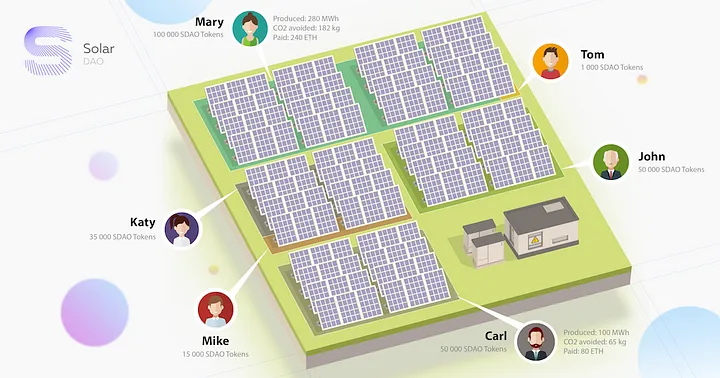 Solar
DAO
Mary
100 000 SDAO Tokens
Produced: 280 MWh
CO2 avoided: 182 kg
Paid: 240 ETH
Tom
1 000 SDAO Tokens
John
50 000 SDAO Tokens
Katy
35 000 SDAO Tokens
Mike
15 000 SDAO Tokens
Carl
50 000 SDAO Tokens
Produced: 100 MWh
CO2 avoided: 65 kg
Paid: 80 ETH